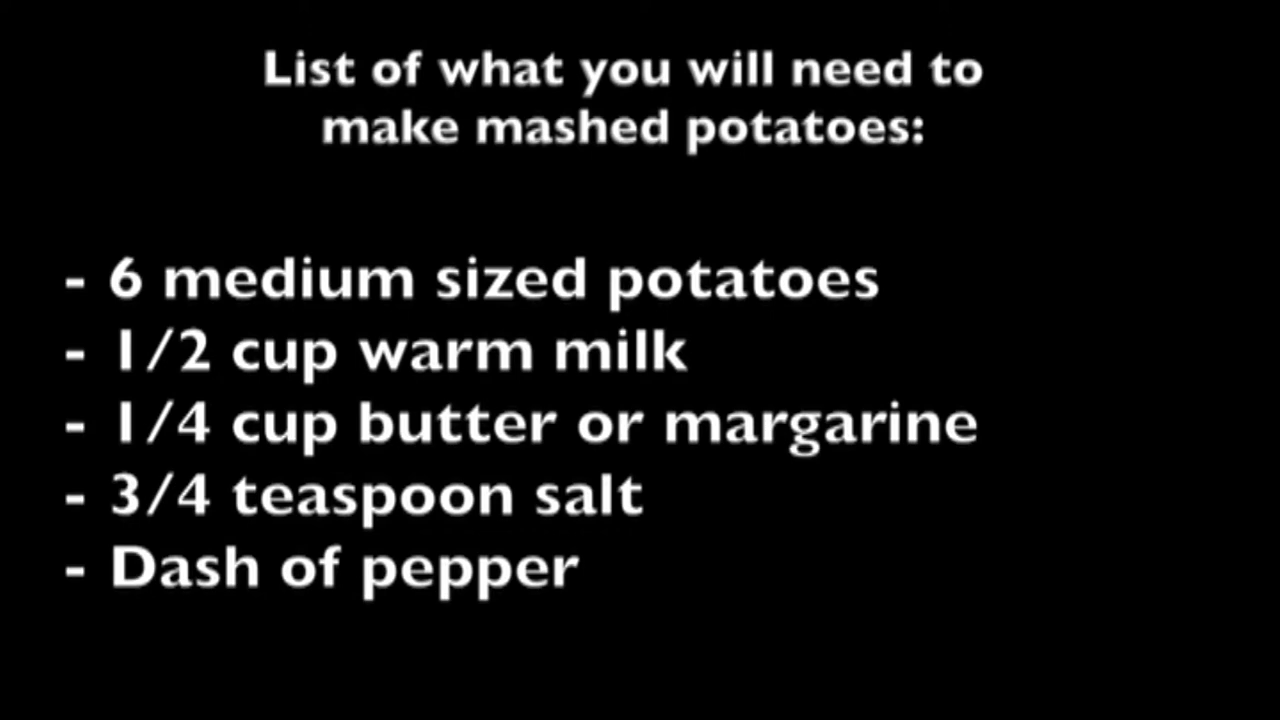 List of what you will need to
make mashed potatoes:
- 6 medium sized potatoes
- 1/2 cup warm milk
- 1/4 cup butter or margarine
- 3/4 teaspoon salt
- Dash of pepper